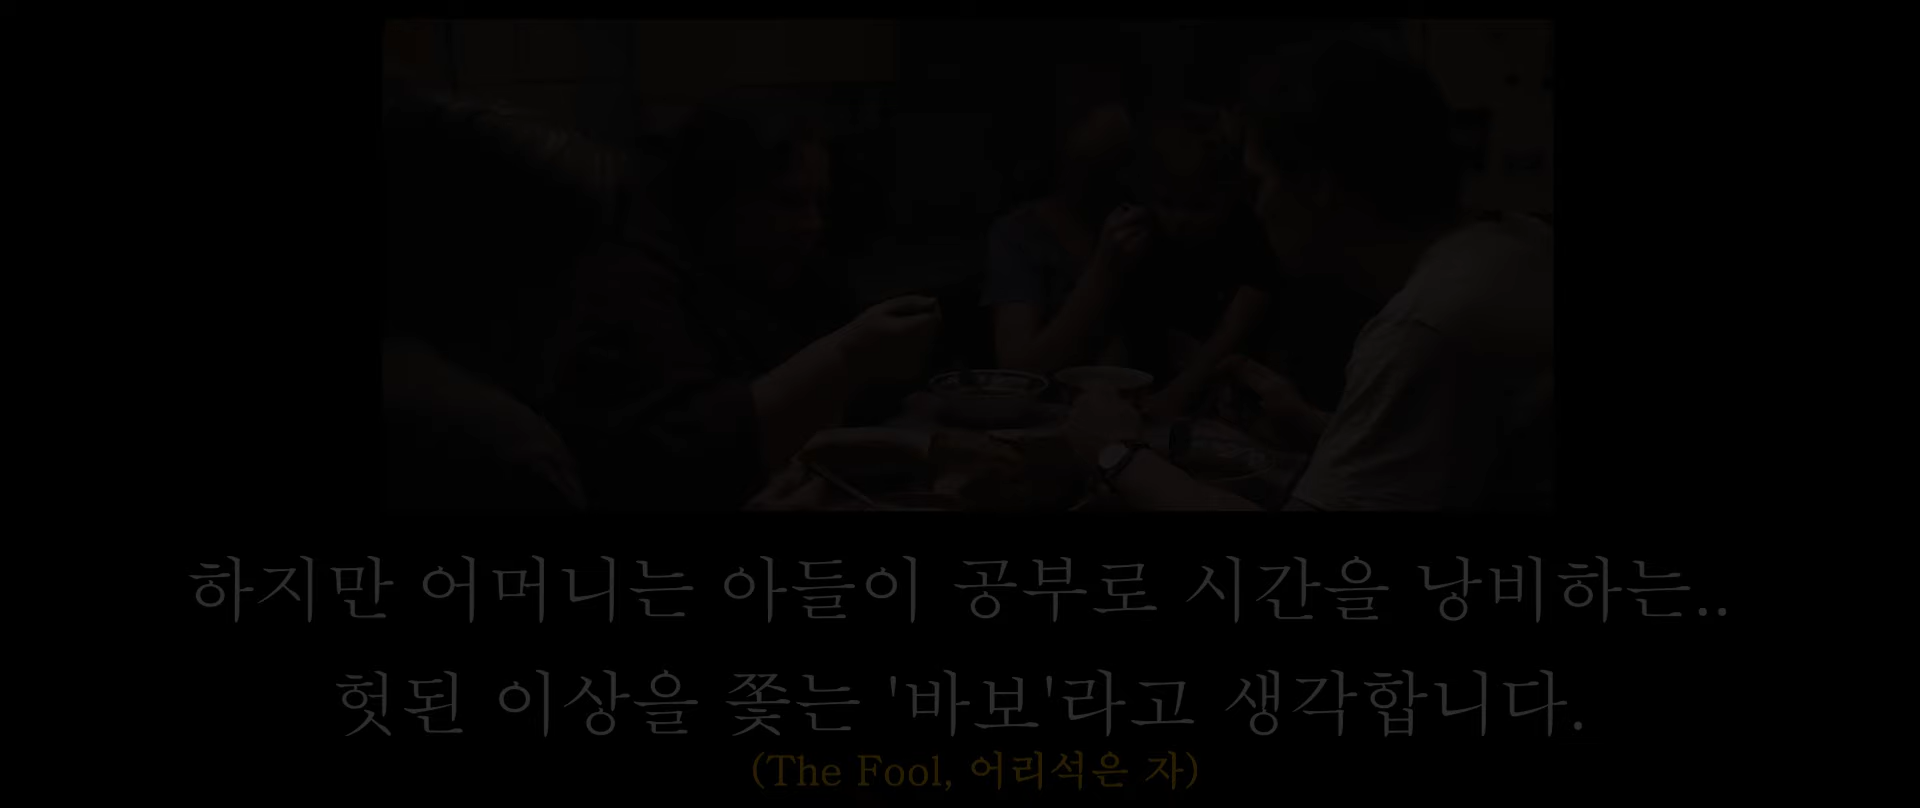 하지만 어머니는 아들이 공부로 시간을 낭비하는..
헛된 이상을 쫓는 '바보'라고 생각합니다.
(The Fool, 어리석은 자)